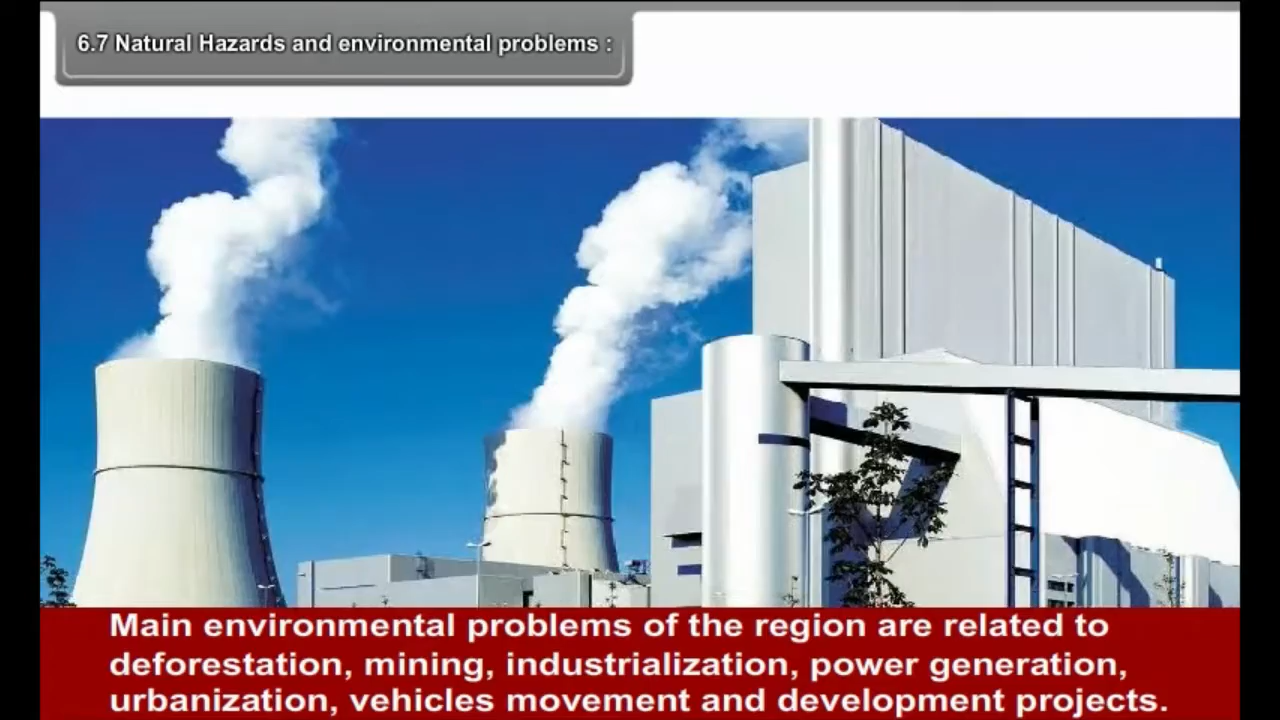 6.7 Natural Hazards and environmental problems :
Main environmental problems of the region are related to
deforestation, mining, industrialization, power generation,
urbanization, vehicles movement and development projects.